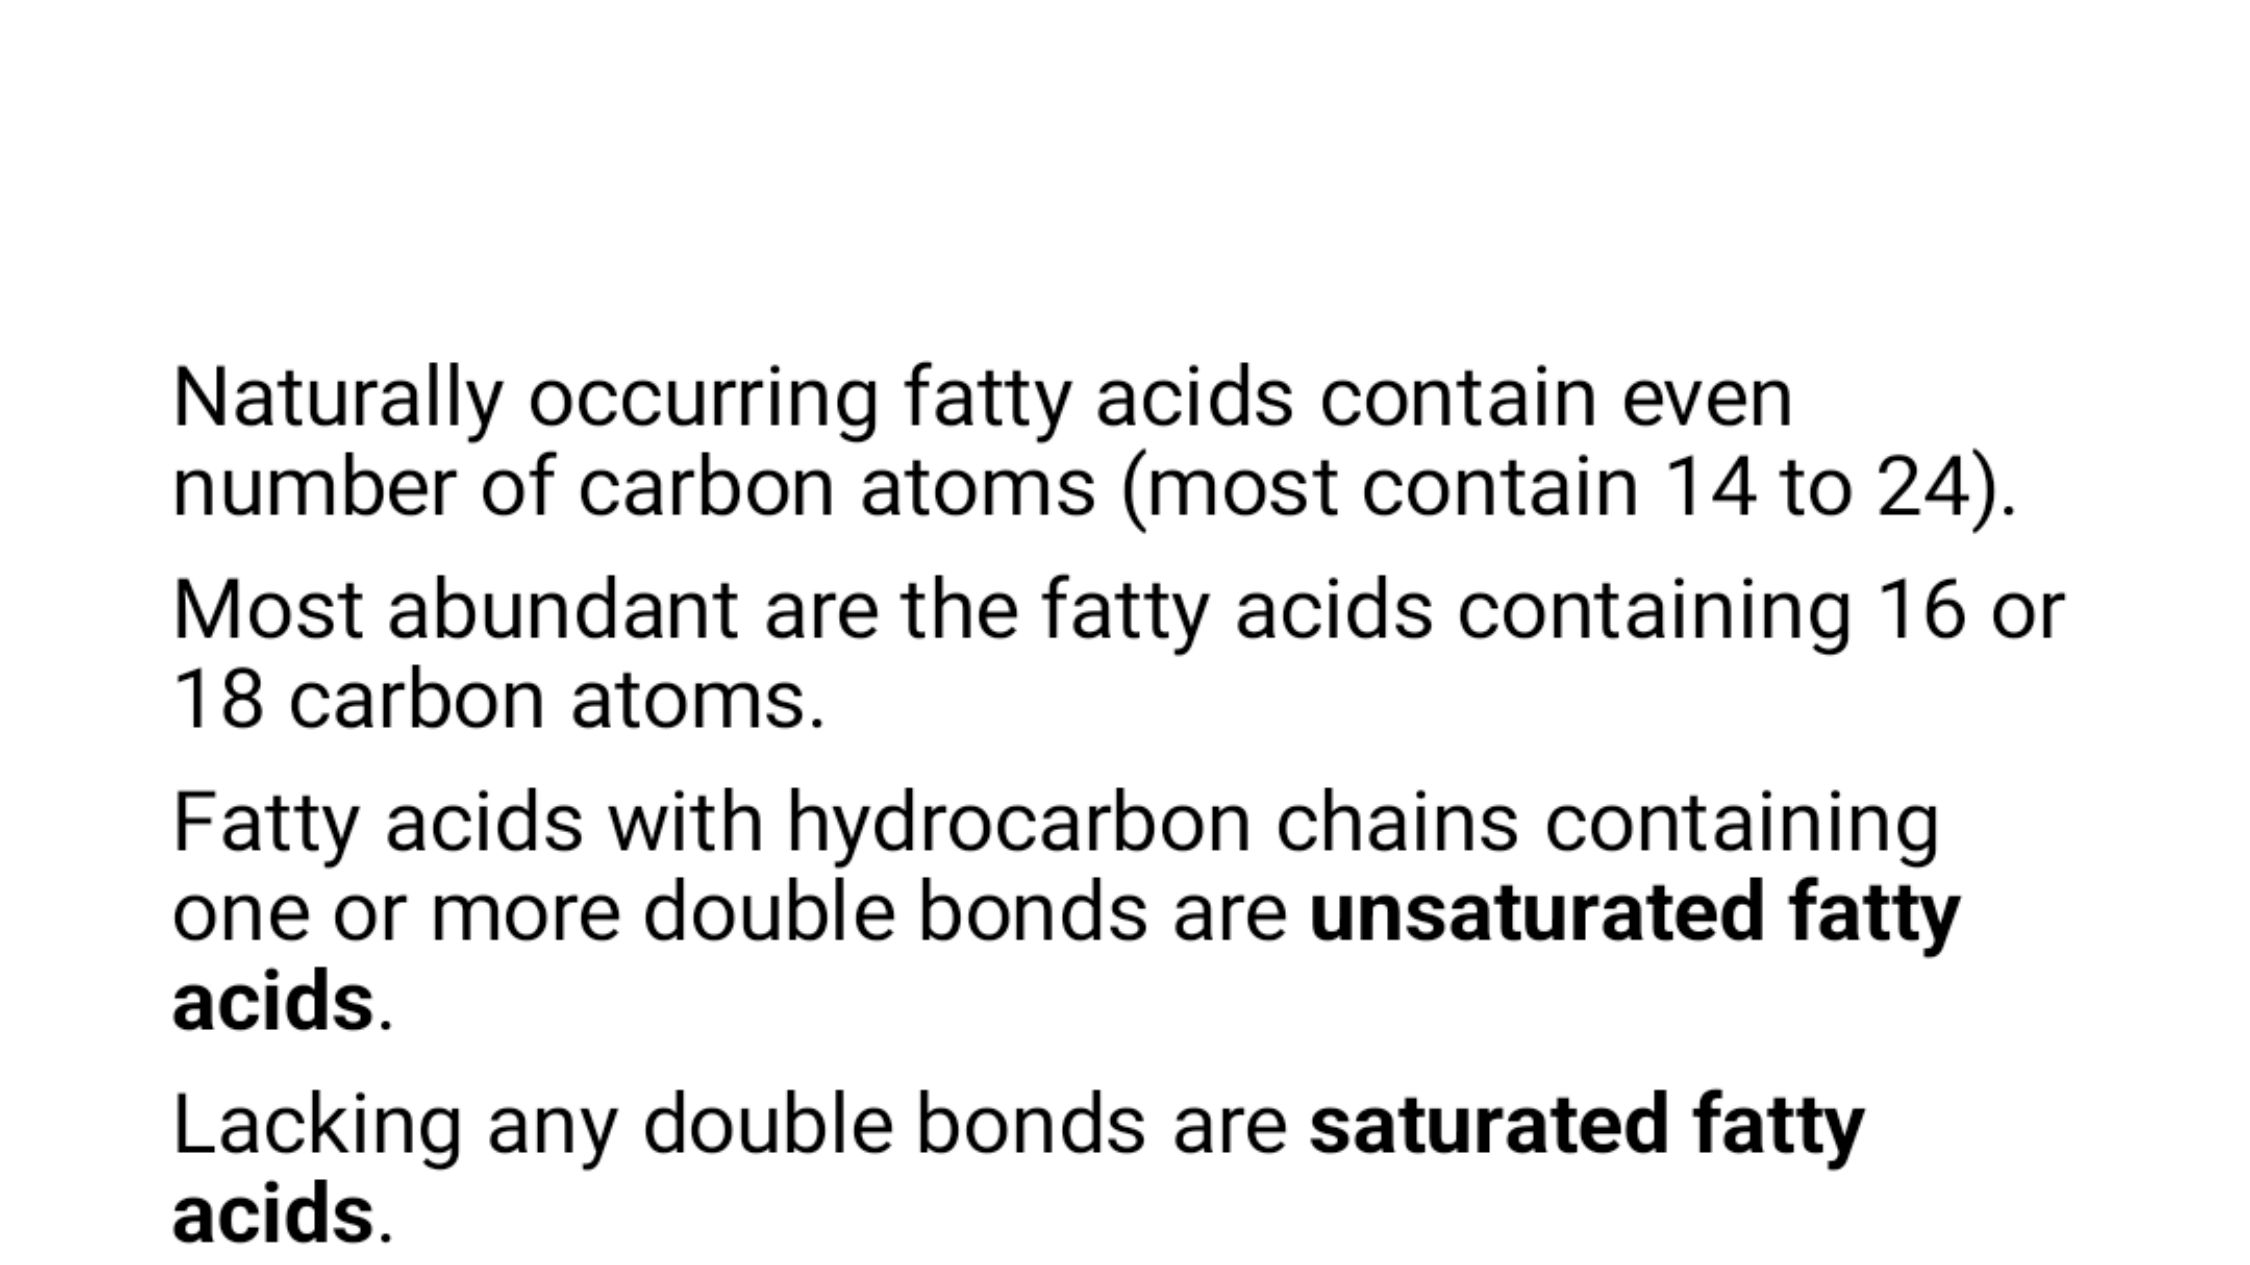 Naturally occurring fatty acids contain even
number of carbon atoms (most contain 14 to 24).
Most abundant are the fatty acids containing 16 or
18 carbon atoms.
Fatty acids with hydrocarbon chains containing
one or more double bonds are unsaturated fatty
acids.
Lacking any double bonds are saturated fatty
acids.